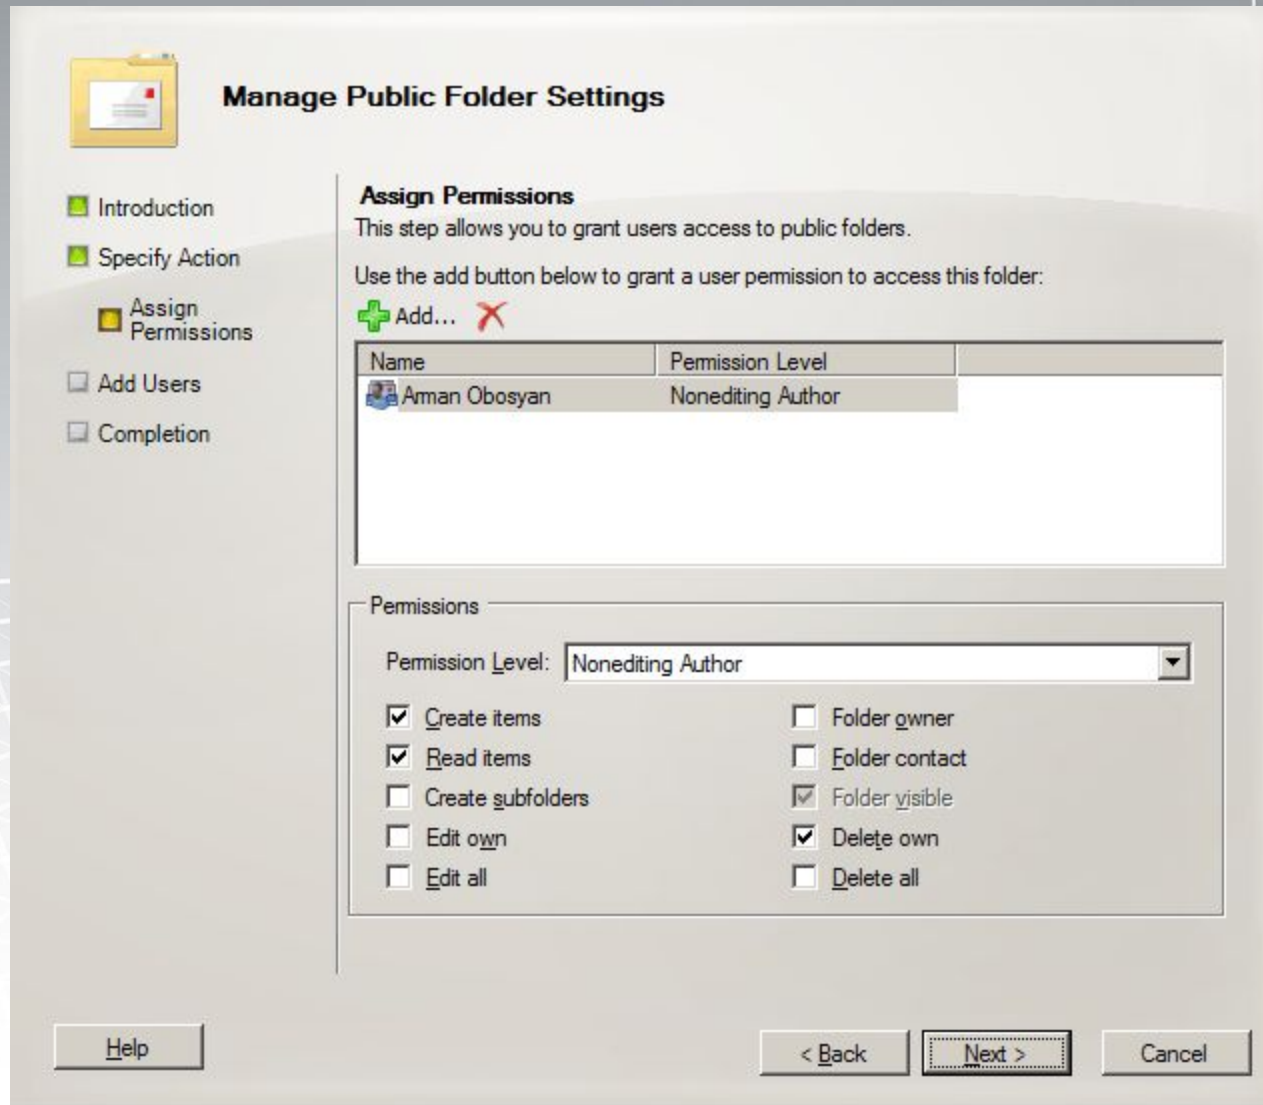 Manage Public Folder Settings
Introduction
Specify Action
Assign
Permissions
Add Users
Completion
Assign Permissions
This step allows you to grant users access to public folders.
Use the add button below to grant a user permission to access this folder:
Add...
Name Permission Level
Arman Obosyan Nonediting Author
Permissions
Permission Level: Nonediting Author
Create items Folder owner
Read items Folder contact
Create subfolders Folder visible
Edit own Delete own
Edit all Delete all
Help < Back Next > Cancel